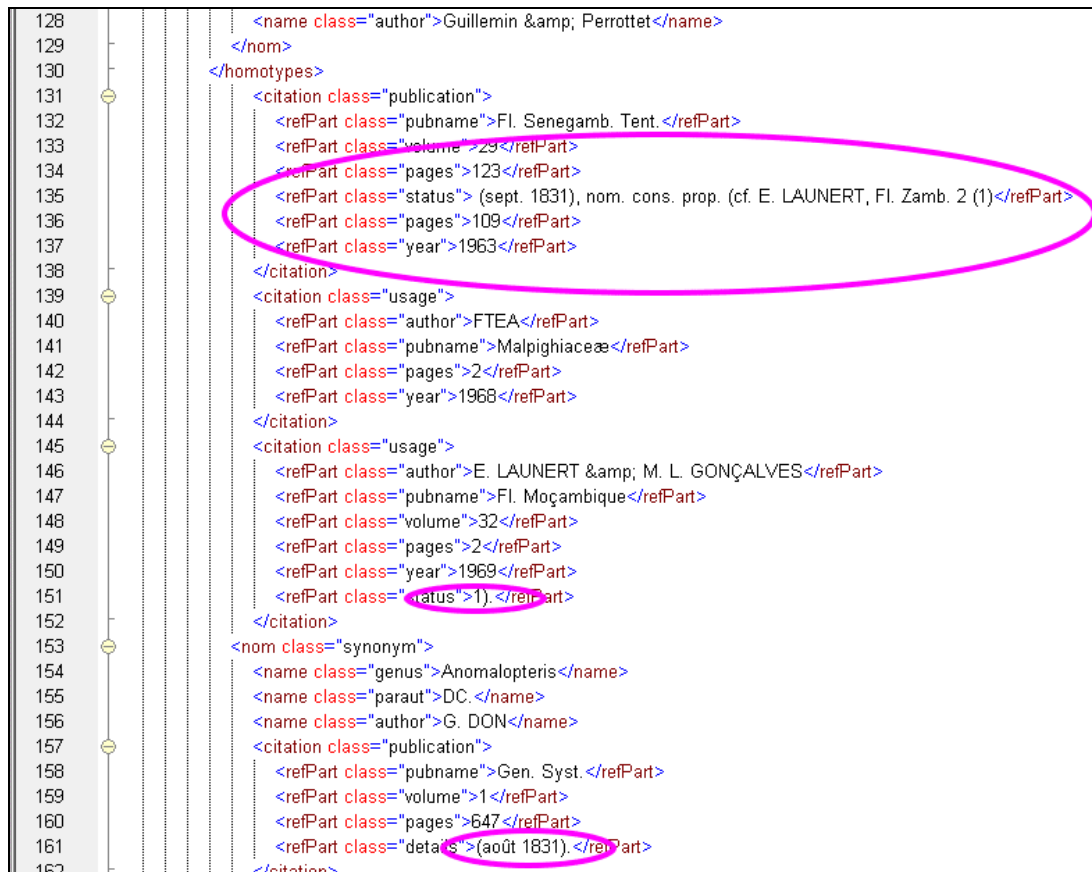 128 <name class="author">Guillemin &amp; Perrottet</name>
129 </nom>
130 </homotypes>
131 <citation class="publication">
132 <refPart class="pubname">Fl. Senegamb. Tent.</refPart>
133 <refPart class="volume">29</refPart>
134 <refPart class="pages">123</refPart>
135 <refPart class="status"> (sept. 1831), nom. cons. prop. (cf. E. LAUNERT, Fl. Zamb. 2 (1)</refPart>
136 <refPart class="pages">109</refPart>
137 <refPart class="year">1963</refPart>
138 </citation>
139 <citation class="usage">
140 <refPart class="author">FTEA</refPart>
141 <refPart class="pubname">Malpighiaceæ</refPart>
142 <refPart class="pages">2</refPart>
143 <refPart class="year">1968</refPart>
144 </citation>
145 <citation class="usage">
146 <refPart class="author">E. LAUNERT &amp; M. L. GONÇALVES</refPart>
147 <refPart class="pubname">Fl. Moçambique</refPart>
148 <refPart class="volume">32</refPart>
149 <refPart class="pages">2</refPart>
150 <refPart class="year">1969</refPart>
151 <refPart class="status">1).</refPart>
152 </citation>
153 <nom class="synonym">
154 <name class="genus">Anomalopteris</name>
155 <name class="paraut">DC.</name>
156 <name class="author">G. DON</name>
157 <citation class="publication">
158 <refPart class="pubname">Gen. Syst.</refPart>
159 <refPart class="volume">1</refPart>
160 <refPart class="pages">647</refPart>
161 <refPart class="details">(août 1831).</refPart>
162 </citation>